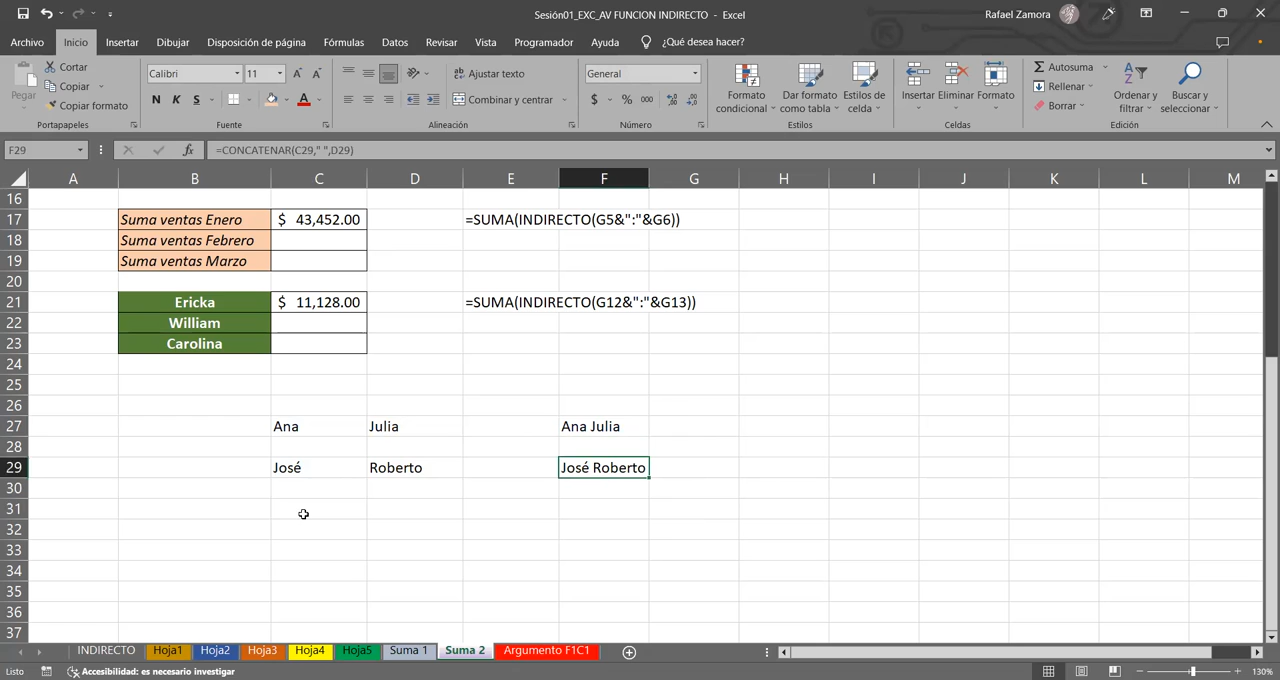 Sesión01_EXC_AV FUNCION INDIRECTO - Excel
Rafael Zamora
Archivo Inicio Insertar Dibujar Disposición de página Fórmulas Datos Revisar Vista Programador Ayuda ¿Qué desea hacer?
Pegar
Cortar
Copiar
Copiar formato
Portapapeles
Calibri 11
N K S
Fuente
Ajustar texto
Combinar y centrar
Alineación
General
$ % 000
Número
Formato condicional
Dar formato como tabla
Estilos de celda
Estilos
Insertar Eliminar Formato
Celdas
Autosuma
Rellenar
Borrar
Ordenar y filtrar
Buscar y seleccionar
Edición
F29 fx =CONCATENAR(C29," ",D29)
A B C D E F G H I J K L M
16
17 Suma ventas Enero $ 43,452.00 =SUMA(INDIRECTO(G5&":"&G6))
18 Suma ventas Febrero
19 Suma ventas Marzo
20
21 Ericka $ 11,128.00 =SUMA(INDIRECTO(G12&":"&G13))
22 William
23 Carolina
24
25
26
27 Ana Julia Ana Julia
28
29 José Roberto José Roberto
30
31
32
33
34
35
36
37
INDIRECTO Hoja1 Hoja2 Hoja3 Hoja4 Hoja5 Suma 1 Suma 2 Argumento F1C1
Listo Accesibilidad: es necesario investigar 130%